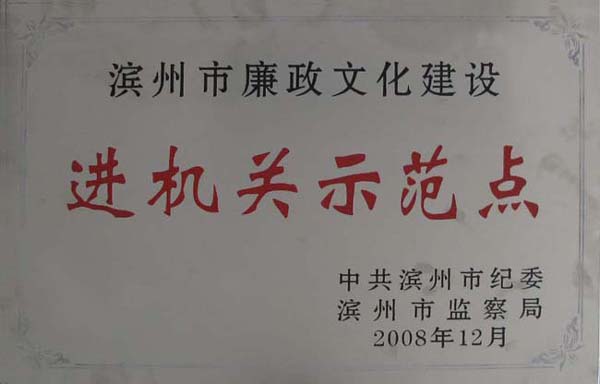 滨州市廉政文化建设
进机关示范点
中共滨州市纪委
滨州市监察局
2008年12月